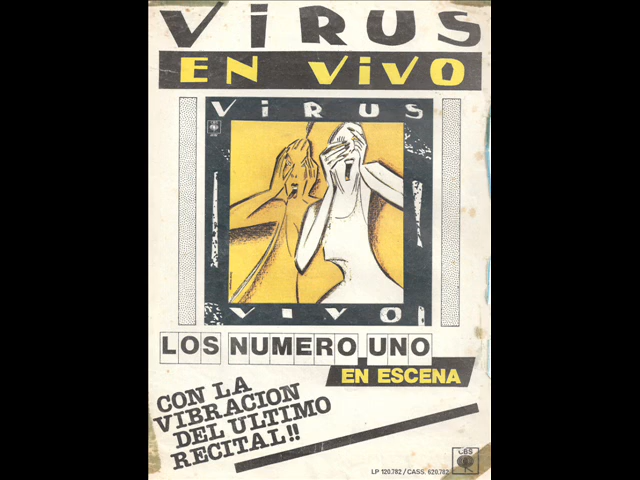 ViRUS
EN ViVO
ViRUS
CBS
ViVO!
LOS NUMERO UNO
EN ESCENA
CON LA
VIBRACION
DEL ULTIMO
RECITAL!!
CBS
LP 120.782 / CASS. 620.782